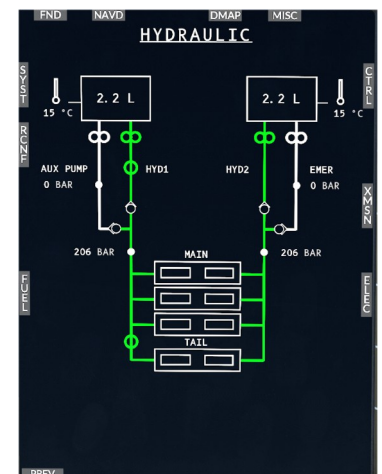 FND NAVD DMAP MISC
HYDRAULIC
SYST
CTRL
2.2 L
2.2 L
15 °C
15 °C
RCNF
AUX PUMP
HYD1
HYD2
EMER
0 BAR
0 BAR
XMSN
206 BAR
MAIN
206 BAR
FUEL
ELEC
TAIL
PREV